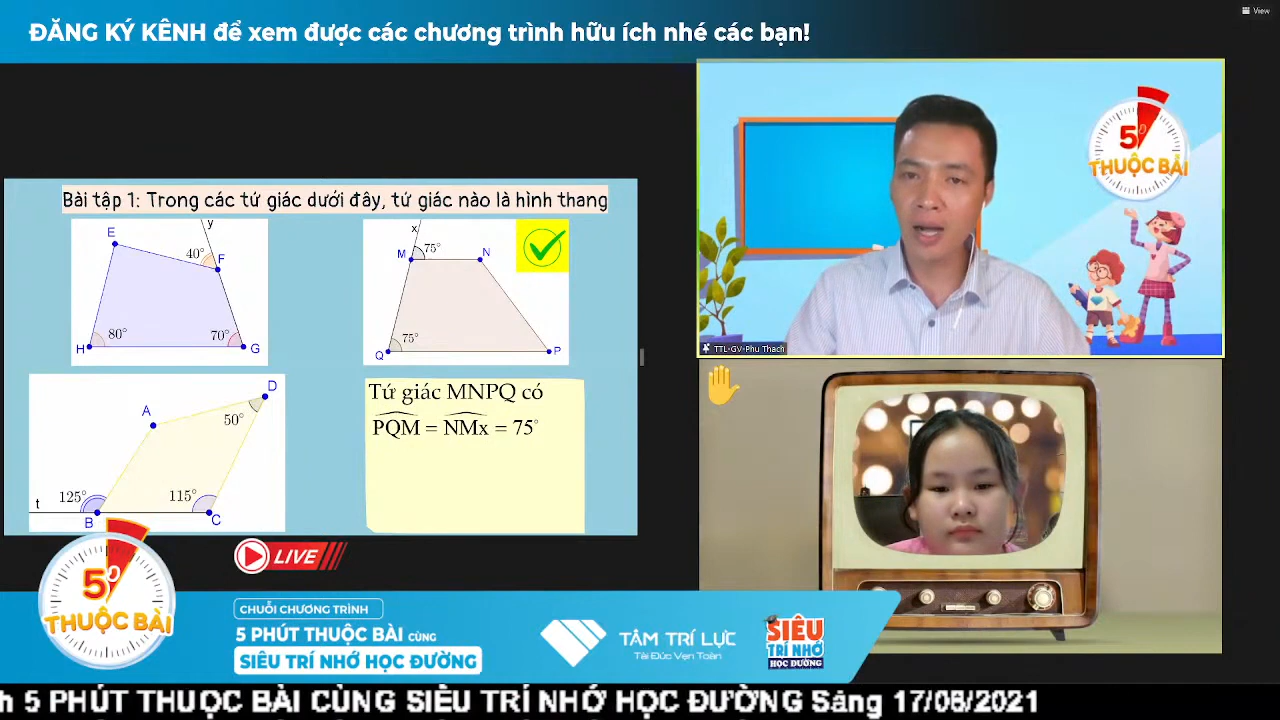 View
ĐĂNG KÝ KÊNH để xem được các chương trình hữu ích nhé các bạn!
Bài tập 1: Trong các tứ giác dưới đây, tứ giác nào là hình thang
y
E
40°
F
80°
70°
H
G
x
M
75°
N
75°
Q
P
D
A
50°
125°
115°
t
B
C
Tứ giác MNPQ có
PQM = NMx = 75°
5
THUỘC BÀI
TTL-GV-Phu Thach
LIVE
5
THUỘC BÀI
CHUỖI CHƯƠNG TRÌNH
5 PHÚT THUỘC BÀI CÙNG
SIÊU TRÍ NHỚ HỌC ĐƯỜNG
TÂM TRÍ LỰC
Tài Đức Vẹn Toàn
SIÊU
TRÍ NHỚ
HỌC ĐƯỜNG
h 5 PHÚT THUỘC BÀI CÙNG SIÊU TRÍ NHỚ HỌC ĐƯỜNG Sáng 17/08/2021